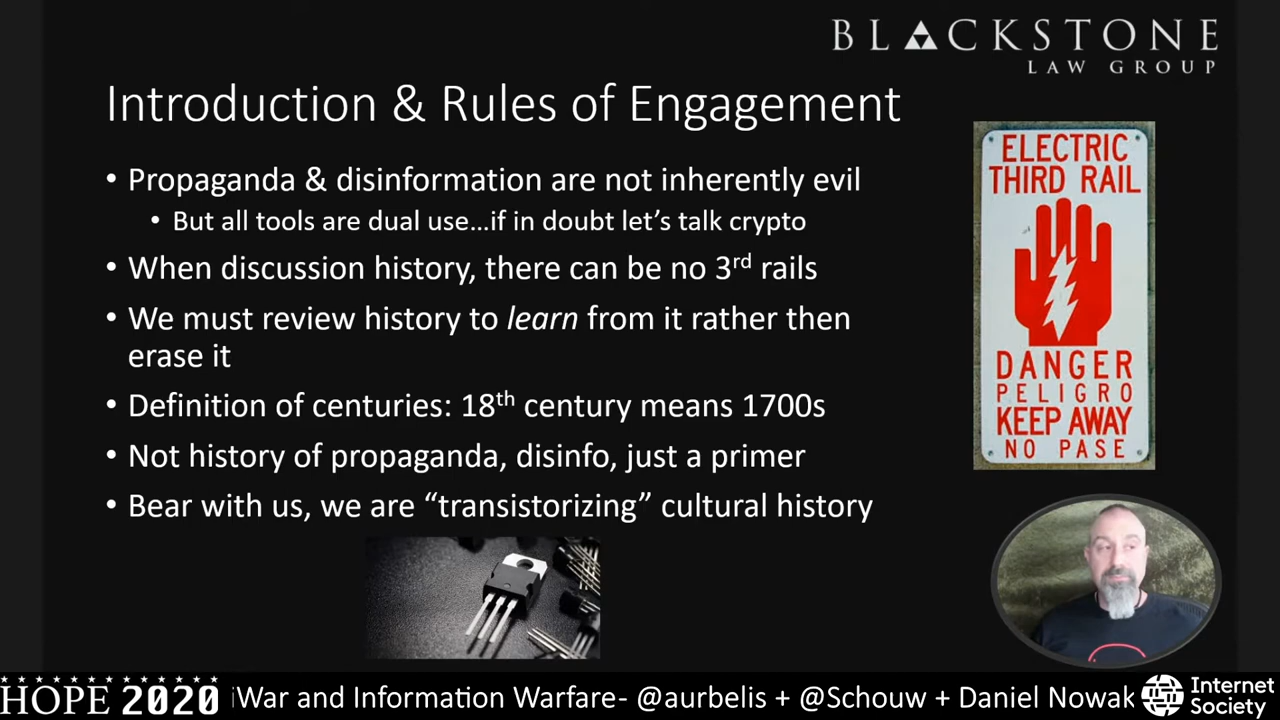 BLACKSTONE
LAW GROUP
Introduction & Rules of Engagement
• Propaganda & disinformation are not inherently evil
• But all tools are dual use…if in doubt let's talk crypto
• When discussion history, there can be no 3rd rails
• We must review history to learn from it rather then
erase it
• Definition of centuries: 18th century means 1700s
• Not history of propaganda, disinfo, just a primer
• Bear with us, we are “transistorizing” cultural history
ELECTRIC
THIRD RAIL
DANGER
PELIGRO
KEEP AWAY
NO PASE
HOPE 2020 iWar and Information Warfare- @aurbelis + @Schouw + Daniel Nowak
Internet
Society